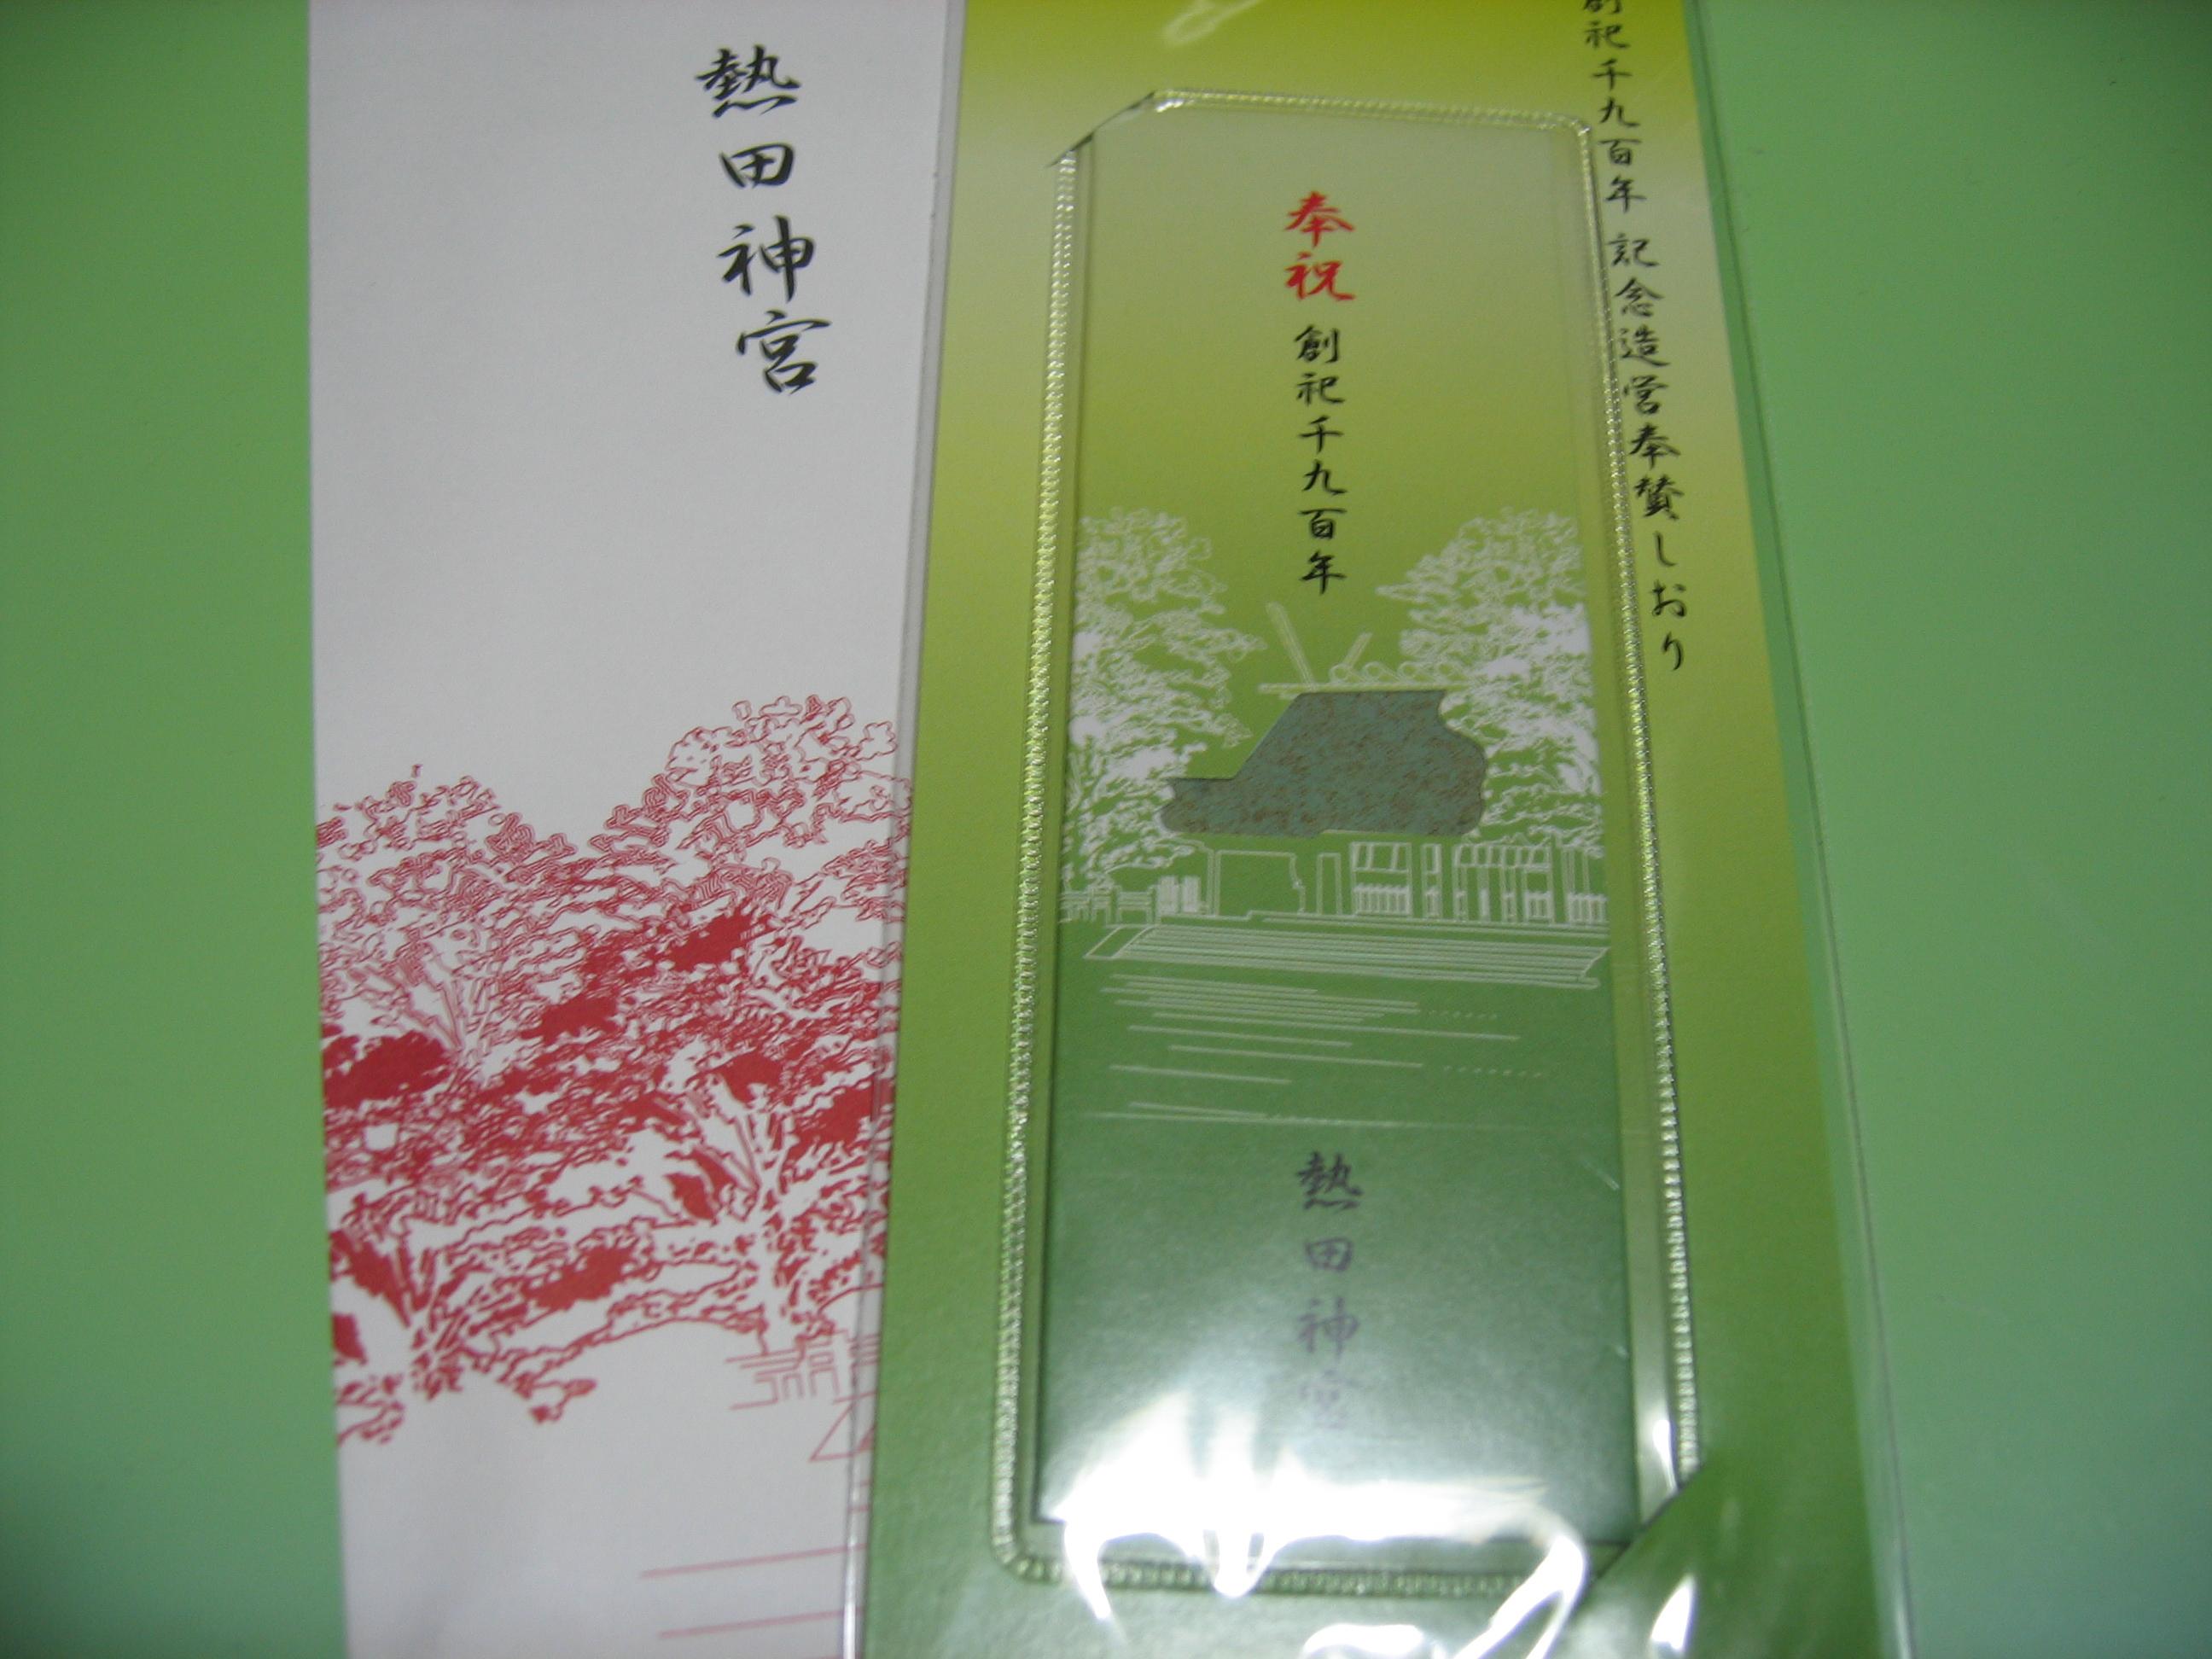 創祀千九百年 記念造営奉賛しおり
奉祝 創祀千九百年
熱田神宮
熱田神宮